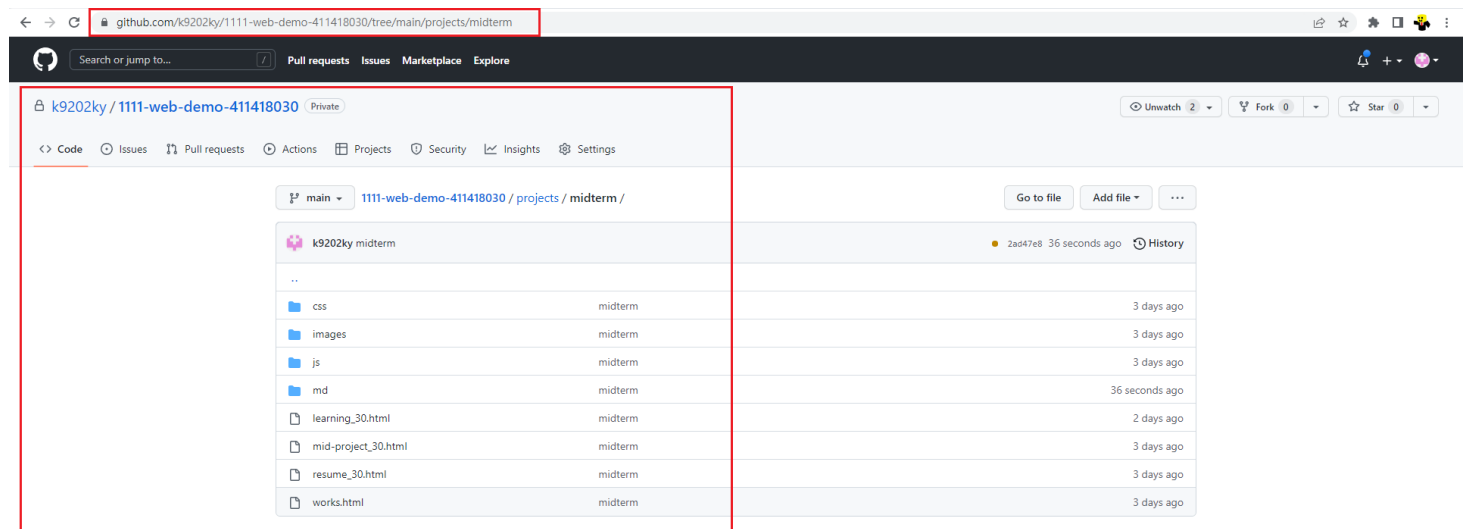 github.com/k9202ky/1111-web-demo-411418030/tree/main/projects/midterm
Search or jump to... / Pull requests Issues Marketplace Explore
k9202ky / 1111-web-demo-411418030 Private Unwatch 2 Fork 0 Star 0
<> Code Issues Pull requests Actions Projects Security Insights Settings
main 1111-web-demo-411418030 / projects / midterm / Go to file Add file ...
k9202ky midterm 2ad47e8 36 seconds ago History
..
css midterm 3 days ago
images midterm 3 days ago
js midterm 3 days ago
md midterm 36 seconds ago
learning_30.html midterm 2 days ago
mid-project_30.html midterm 3 days ago
resume_30.html midterm 3 days ago
works.html midterm 3 days ago